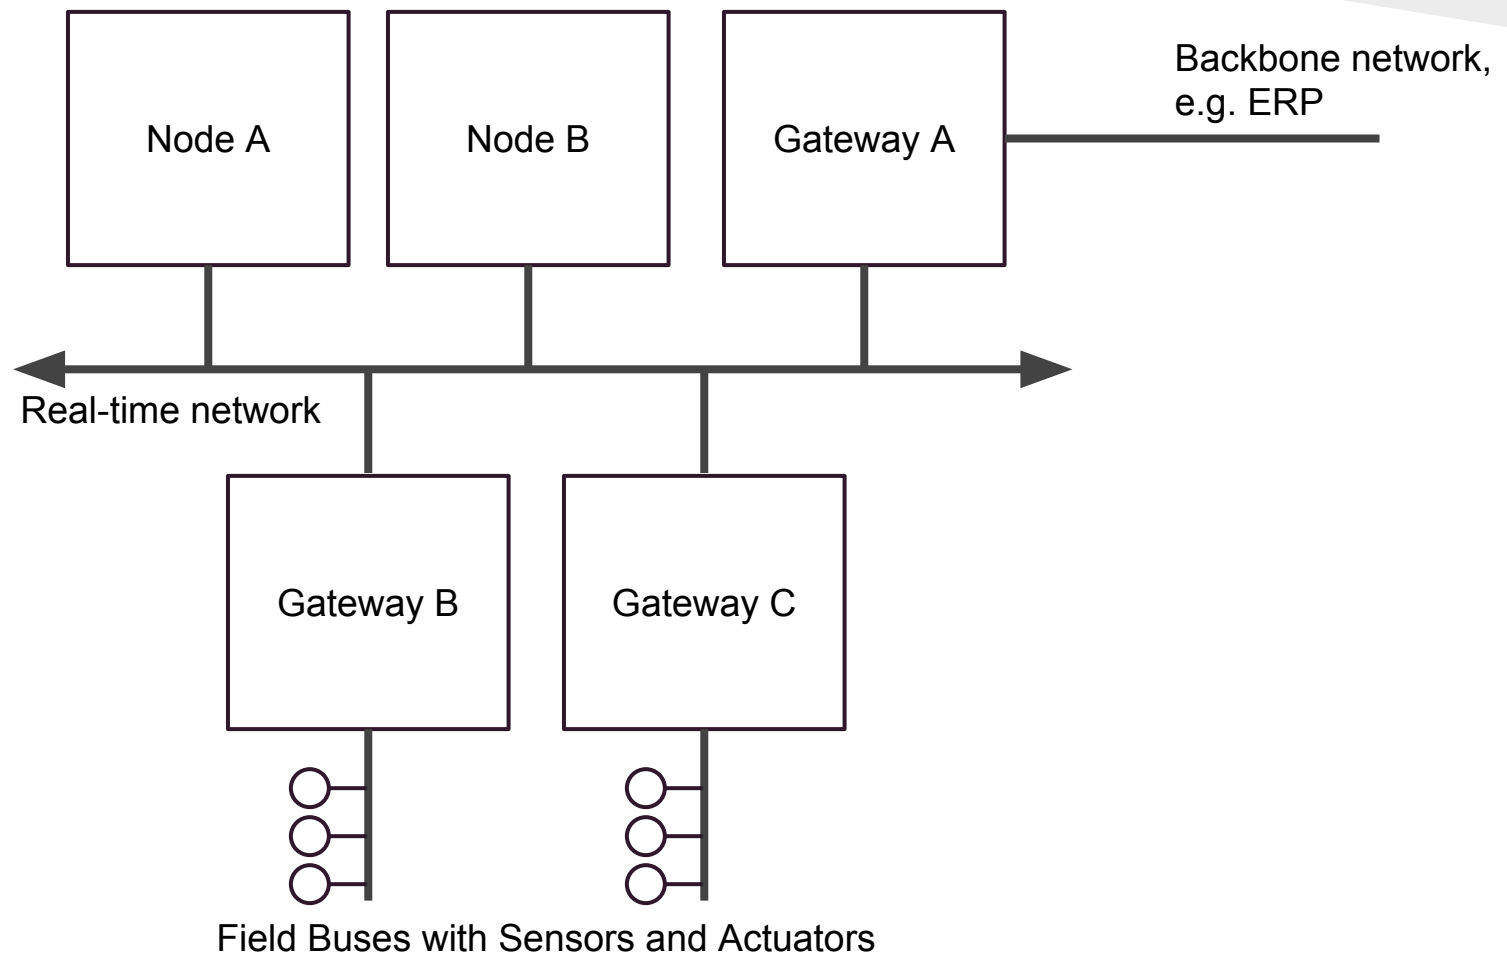 Node A
Node B
Gateway A
Backbone network,
e.g. ERP
Real-time network
Gateway B
Gateway C
Field Buses with Sensors and Actuators